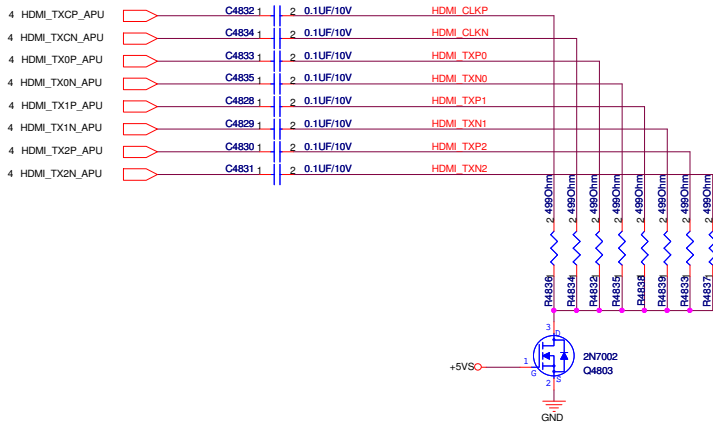 4 HDMI_TXCP_APU C4832 1 2 0.1UF/10V HDMI_CLKP
4 HDMI_TXCN_APU C4834 1 2 0.1UF/10V HDMI_CLKN
4 HDMI_TX0P_APU C4833 1 2 0.1UF/10V HDMI_TXP0
4 HDMI_TX0N_APU C4835 1 2 0.1UF/10V HDMI_TXN0
4 HDMI_TX1P_APU C4828 1 2 0.1UF/10V HDMI_TXP1
4 HDMI_TX1N_APU C4829 1 2 0.1UF/10V HDMI_TXN1
4 HDMI_TX2P_APU C4830 1 2 0.1UF/10V HDMI_TXP2
4 HDMI_TX2N_APU C4831 1 2 0.1UF/10V HDMI_TXN2
2 499Ohm 2 499Ohm 2 499Ohm 2 499Ohm 2 499Ohm 2 499Ohm 2 499Ohm 2 499Ohm
R4836 R4834 R4832 R4835 R4838 R4839 R4833 R4837
3 D
2N7002
+5VS 1 G
Q4803
2 S
GND